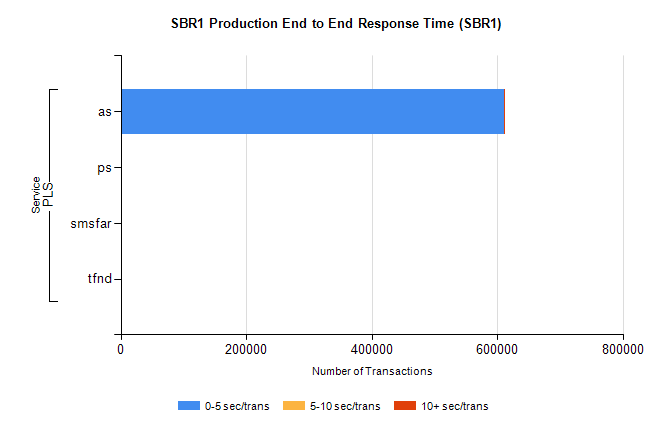 SBR1 Production End to End Response Time (SBR1)
as
ps
smsfar
tfnd
Service
PLS
0 200000 400000 600000 800000
Number of Transactions
0-5 sec/trans 5-10 sec/trans 10+ sec/trans